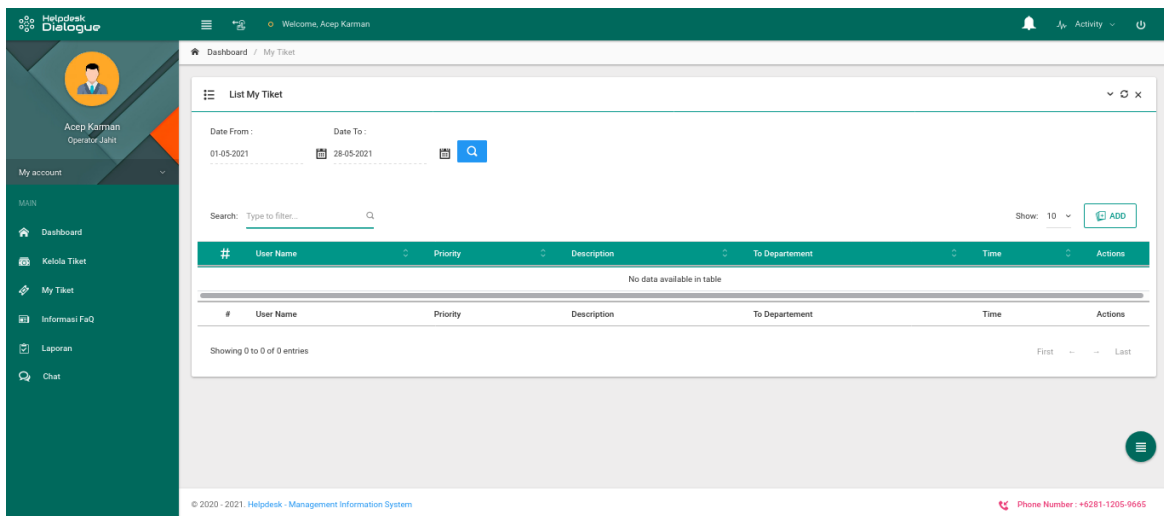 Helpdesk
Dialogue
Welcome, Acep Karman
Activity
Dashboard / My Tiket
Acep Karman
Operator Jahit
My account
MAIN
Dashboard
Kelola Tiket
My Tiket
Informasi FaQ
Laporan
Chat
List My Tiket
Date From : Date To :
01-05-2021 28-05-2021
Search: Type to filter... Show: 10 ADD
# User Name Priority Description To Departement Time Actions
No data available in table
# User Name Priority Description To Departement Time Actions
Showing 0 to 0 of 0 entries First ← → Last
© 2020 - 2021. Helpdesk - Management Information System Phone Number : +6281-1205-9665